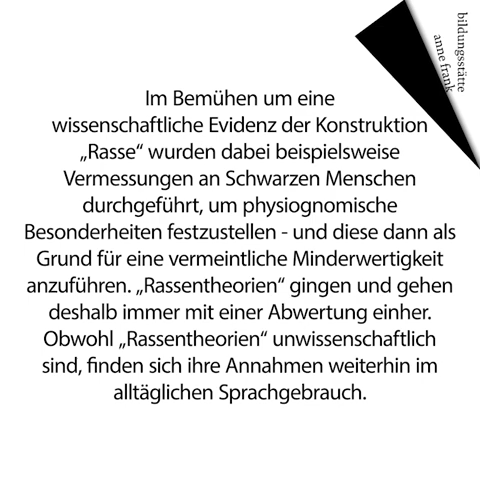 bildungsstätte
anne frank
Im Bemühen um eine
wissenschaftliche Evidenz der Konstruktion
„Rasse“ wurden dabei beispielsweise
Vermessungen an Schwarzen Menschen
durchgeführt, um physiognomische
Besonderheiten festzustellen - und diese dann als
Grund für eine vermeintliche Minderwertigkeit
anzuführen. „Rassentheorien“ gingen und gehen
deshalb immer mit einer Abwertung einher.
Obwohl „Rassentheorien“ unwissenschaftlich
sind, finden sich ihre Annahmen weiterhin im
alltäglichen Sprachgebrauch.